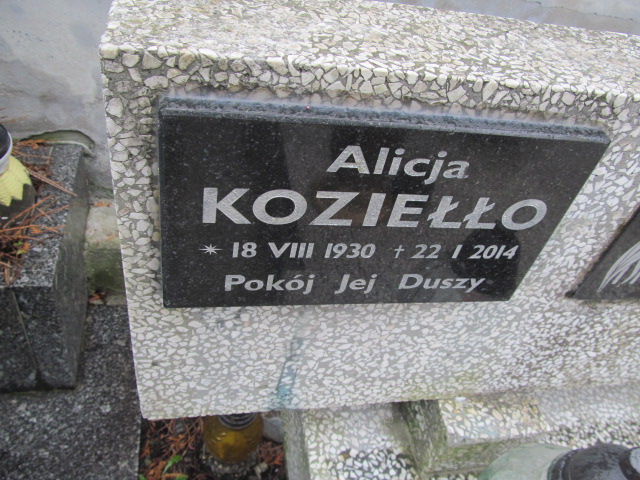 Alicja
KOZIEŁŁO
* 18 VIII 1930 † 22 I 2014
Pokój Jej Duszy